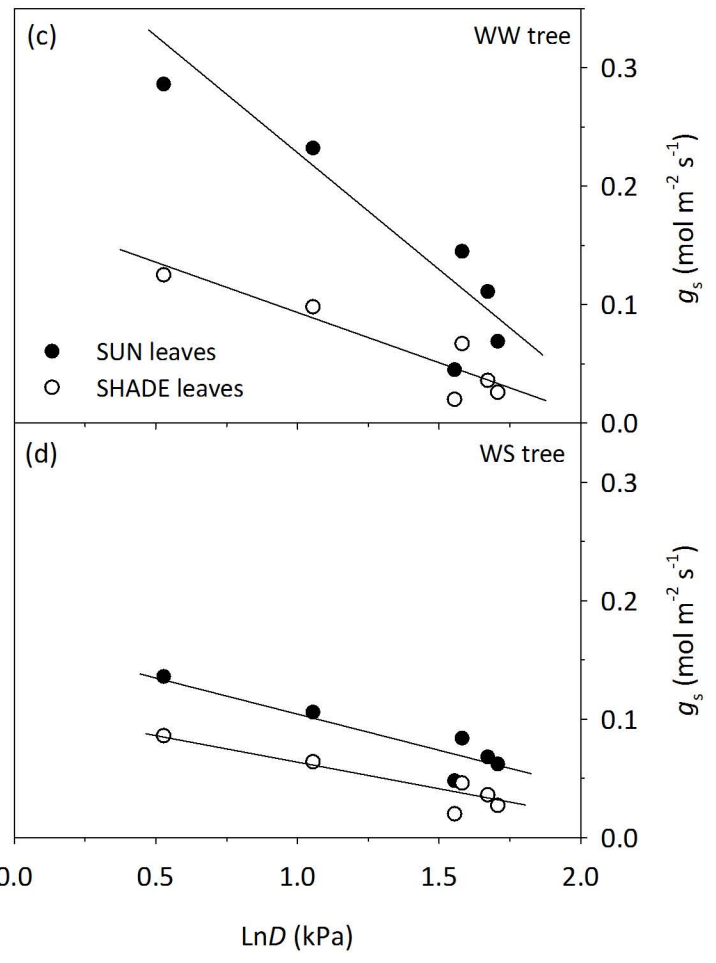 (c) WW tree
0.3
0.2
0.1
0.0
g_s (mol m⁻² s⁻¹)
SUN leaves
SHADE leaves
(d) WS tree
0.3
0.2
0.1
0.0
g_s (mol m⁻² s⁻¹)
0.0 0.5 1.0 1.5 2.0
LnD (kPa)